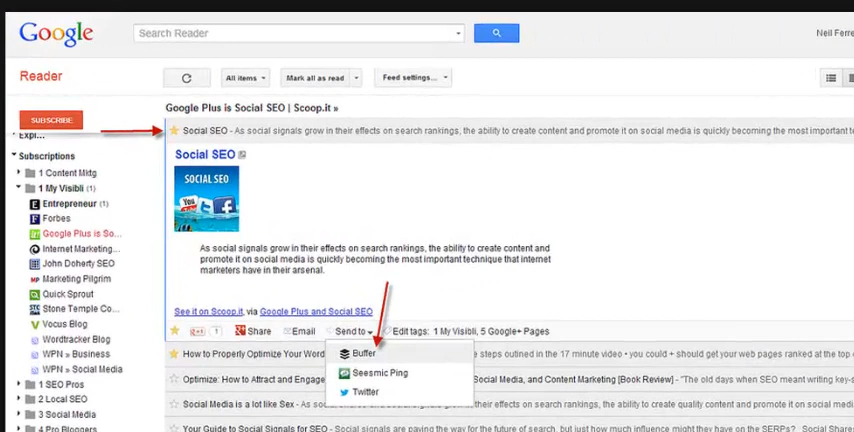 Google
Search Reader
Neil Ferre
Reader
All items
Mark all as read
Feed settings...
SUBSCRIBE
Google Plus is Social SEO | Scoop.it »
Expl...
Social SEO - As social signals grow in their effects on search rankings, the ability to create content and promote it on social media is quickly becoming the most important t
Subscriptions
Social SEO
1 Content Mktg
1 My Visibli (1)
SOCIAL SEO
You
Entrepreneur (1)
Forbes
Google Plus is So...
Internet Marketing...
John Doherty SEO
Marketing Pilgrim
Quick Sprout
Stone Temple Co...
Vocus Blog
Wordtracker Blog
WPN » Business
WPN » Social Media
1 SEO Pros
2 Local SEO
3 Social Media
4 Pro Bloggers
As social signals grow in their effects on search rankings, the ability to create content and
promote it on social media is quickly becoming the most important technique that internet
marketers have in their arsenal.
See it on Scoop.it, via Google Plus and Social SEO
+1 1 Share Email Send to Edit tags: 1 My Visibli, 5 Google+ Pages
Buffer
Seesmic Ping
Twitter
How to Properly Optimize Your Word
e steps outlined in the 17 minute video • you could + should get your web pages ranked at the top o
Optimize: How to Attract and Engage
Social Media, and Content Marketing [Book Review] - "The old days when SEO meant writing key-s
Social Media is a lot like Sex - As
grow in their effects on search rankings, the ability to create quality content and promote it on social medi
Your Guide to Social Signals for SEO - Social signals are paving the way for the future of search, but just how much influence might they have on the SERPs? Social Share